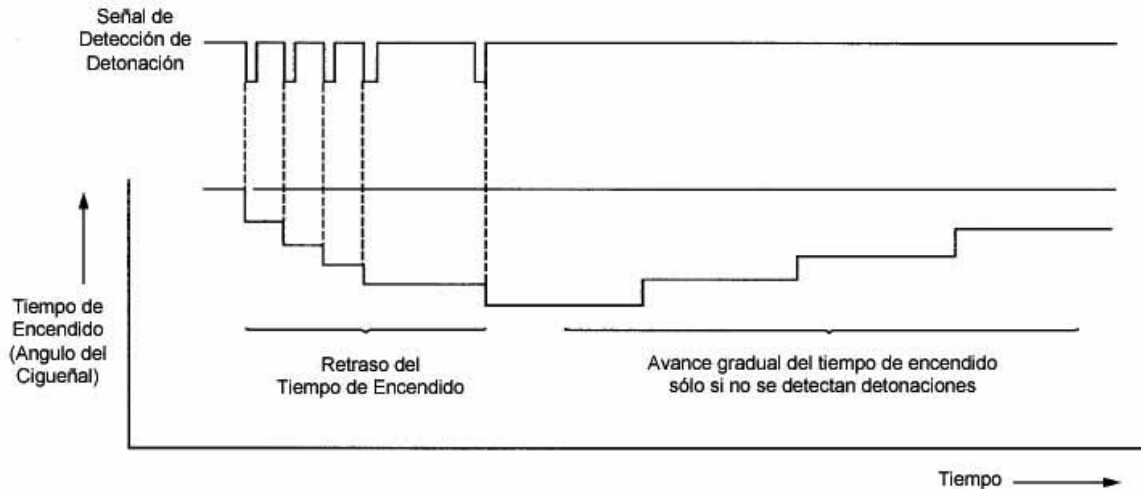 Señal de
Detección de
Detonación
Tiempo de
Encendido
(Angulo del
Cigueñal)
Retraso del
Tiempo de Encendido
Avance gradual del tiempo de encendido
sólo si no se detectan detonaciones
Tiempo